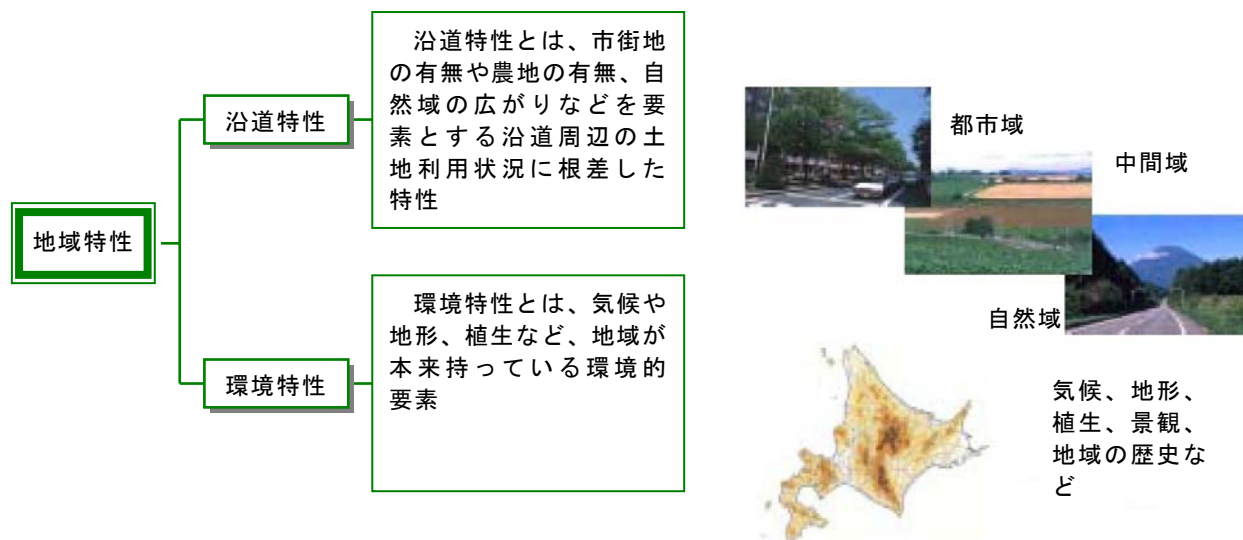 地域特性
沿道特性
沿道特性とは、市街地
の有無や農地の有無、自
然域の広がりなどを要
素とする沿道周辺の土
地利用状況に根差した
特性
環境特性
環境特性とは、気候や
地形、植生など、地域が
本来持っている環境的
要素
都市域
中間域
自然域
気候、地形、
植生、景観、
地域の歴史な
ど